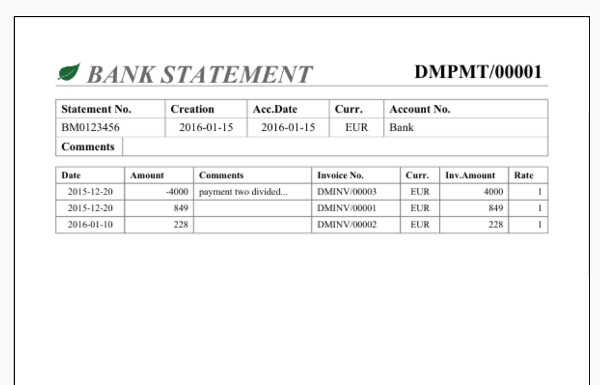 BANK STATEMENT DMPMT/00001
Statement No. Creation Acc.Date Curr. Account No.
BM0123456 2016-01-15 2016-01-15 EUR Bank
Comments
Date Amount Comments Invoice No. Curr. Inv.Amount Rate
2015-12-20 -4000 payment two divided... DMINV/00003 EUR 4000 1
2015-12-20 849 DMINV/00001 EUR 849 1
2016-01-10 228 DMINV/00002 EUR 228 1